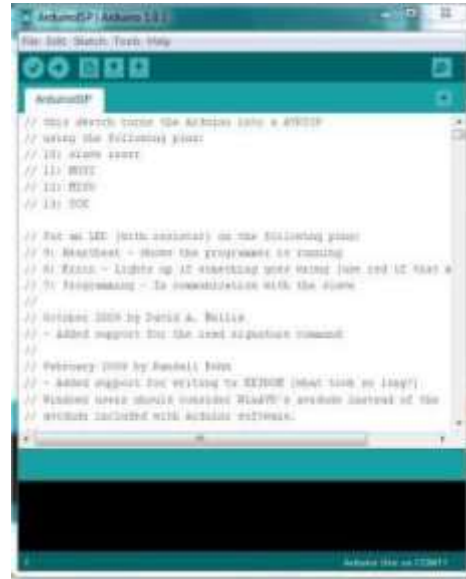 ArduinoISP | Arduino 1.0.1
File Edit Sketch Tools Help
ArduinoISP
// this sketch turns the Arduino into a AVRISP
// using the following pins:
// 10: slave reset
// 11: MOSI
// 12: MISO
// 13: SCK
// Put an LED (with resistor) on the following pins:
// 9: Heartbeat - shows the programmer is running
// 8: Error - Lights up if something goes wrong (use red if that m
// 7: Programming - In communication with the slave
//
// October 2009 by David A. Mellis
// - Added support for the read signature command
//
// February 2009 by Randall Bohn
// - Added support for writing to EEPROM (what took so long?)
// Windows users should consider WinAVR's avrdude instead of the
// avrdude included with Arduino software.
Arduino Uno on